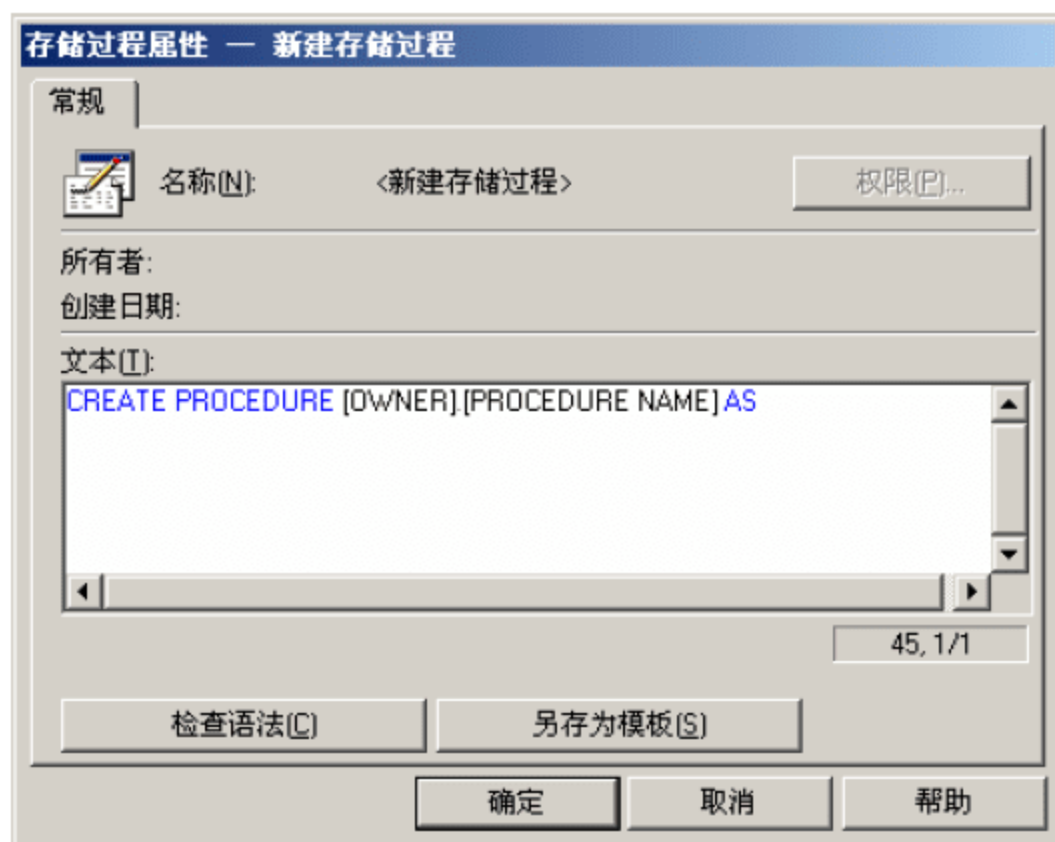 存储过程属性 — 新建存储过程
常规
名称(N): <新建存储过程> 权限(P)...
所有者:
创建日期:
文本(T):
CREATE PROCEDURE [OWNER].[PROCEDURE NAME] AS
45, 1/1
检查语法(C) 另存为模板(S)
确定 取消 帮助